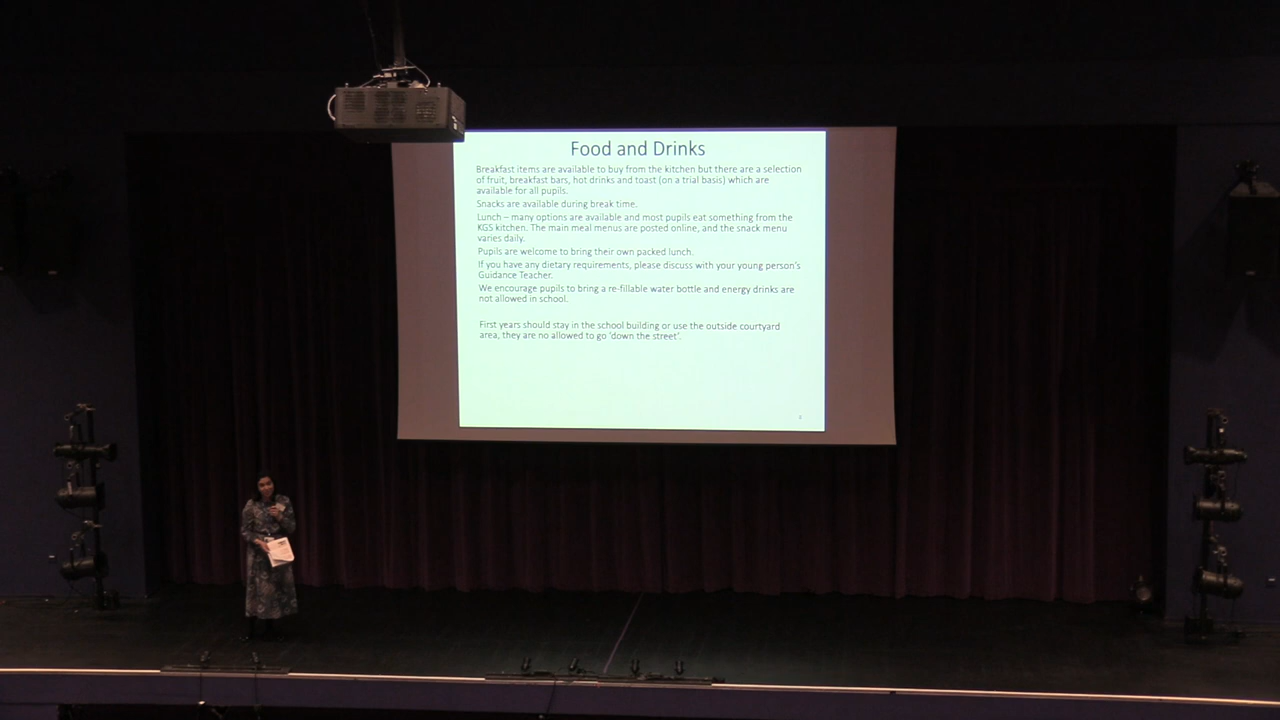 Food and Drinks
Breakfast items are available to buy from the kitchen but there are a selection
of fruit, breakfast bars, hot drinks and toast (on a trial basis) which are
available for all pupils.
Snacks are available during break time.
Lunch – many options are available and most pupils eat something from the
KGS kitchen. The main meal menus are posted online, and the snack menu
varies daily.
Pupils are welcome to bring their own packed lunch.
If you have any dietary requirements, please discuss with your young person's
Guidance Teacher.
We encourage pupils to bring a re-fillable water bottle and energy drinks are
not allowed in school.
First years should stay in the school building or use the outside courtyard
area, they are no allowed to go 'down the street'.